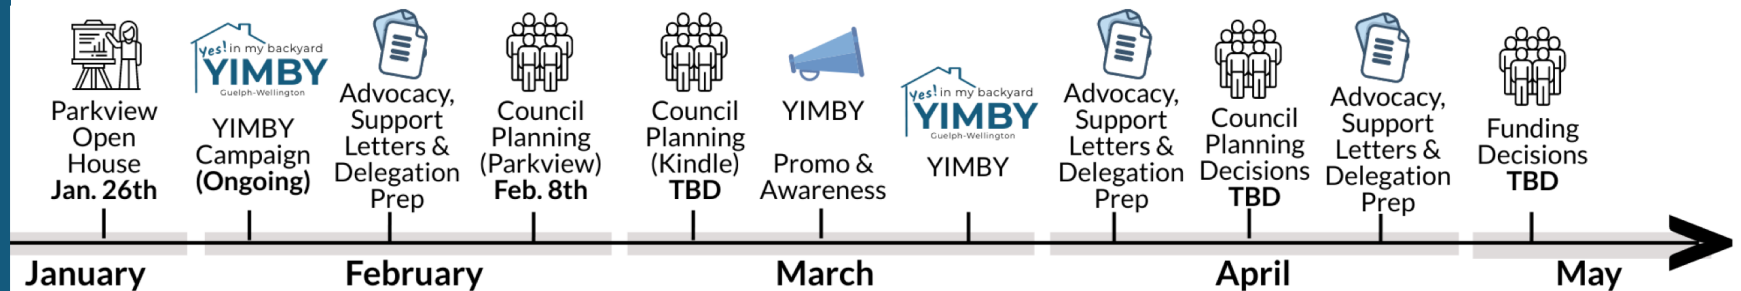 Parkview
Open
House
Jan. 26th
Yes! in my backyard
YIMBY
Guelph-Wellington
YIMBY
Campaign
(Ongoing)
Advocacy,
Support
Letters &
Delegation
Prep
Council
Planning
(Parkview)
Feb. 8th
Council
Planning
(Kindle)
TBD
YIMBY
Promo &
Awareness
Yes! in my backyard
YIMBY
Guelph-Wellington
YIMBY
Advocacy,
Support
Letters &
Delegation
Prep
Council
Planning
Decisions
TBD
Advocacy,
Support
Letters &
Delegation
Prep
Funding
Decisions
TBD
January
February
March
April
May